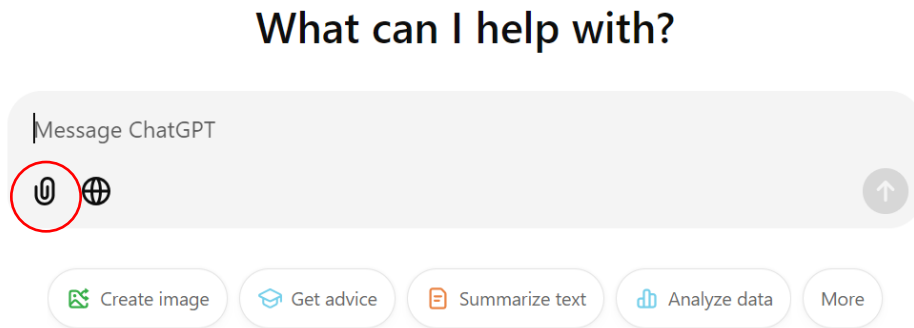 What can I help with?
Message ChatGPT
Create image
Get advice
Summarize text
Analyze data
More